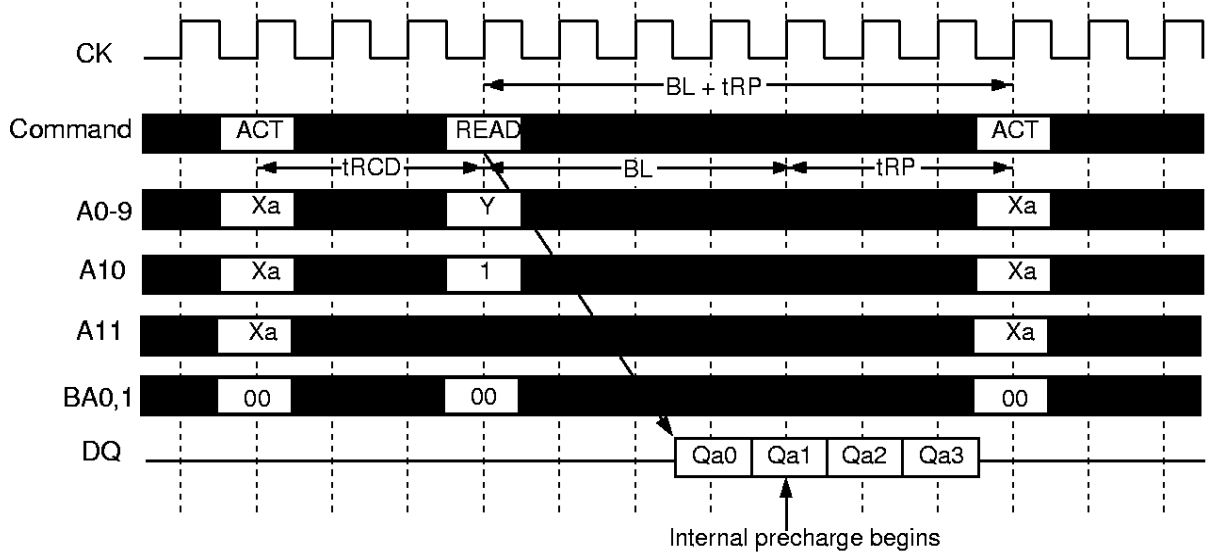 CK
BL + tRP
Command ACT READ ACT
tRCD BL tRP
A0-9 Xa Y Xa
A10 Xa 1 Xa
A11 Xa Xa
BA0,1 00 00 00
DQ Qa0 Qa1 Qa2 Qa3
Internal precharge begins